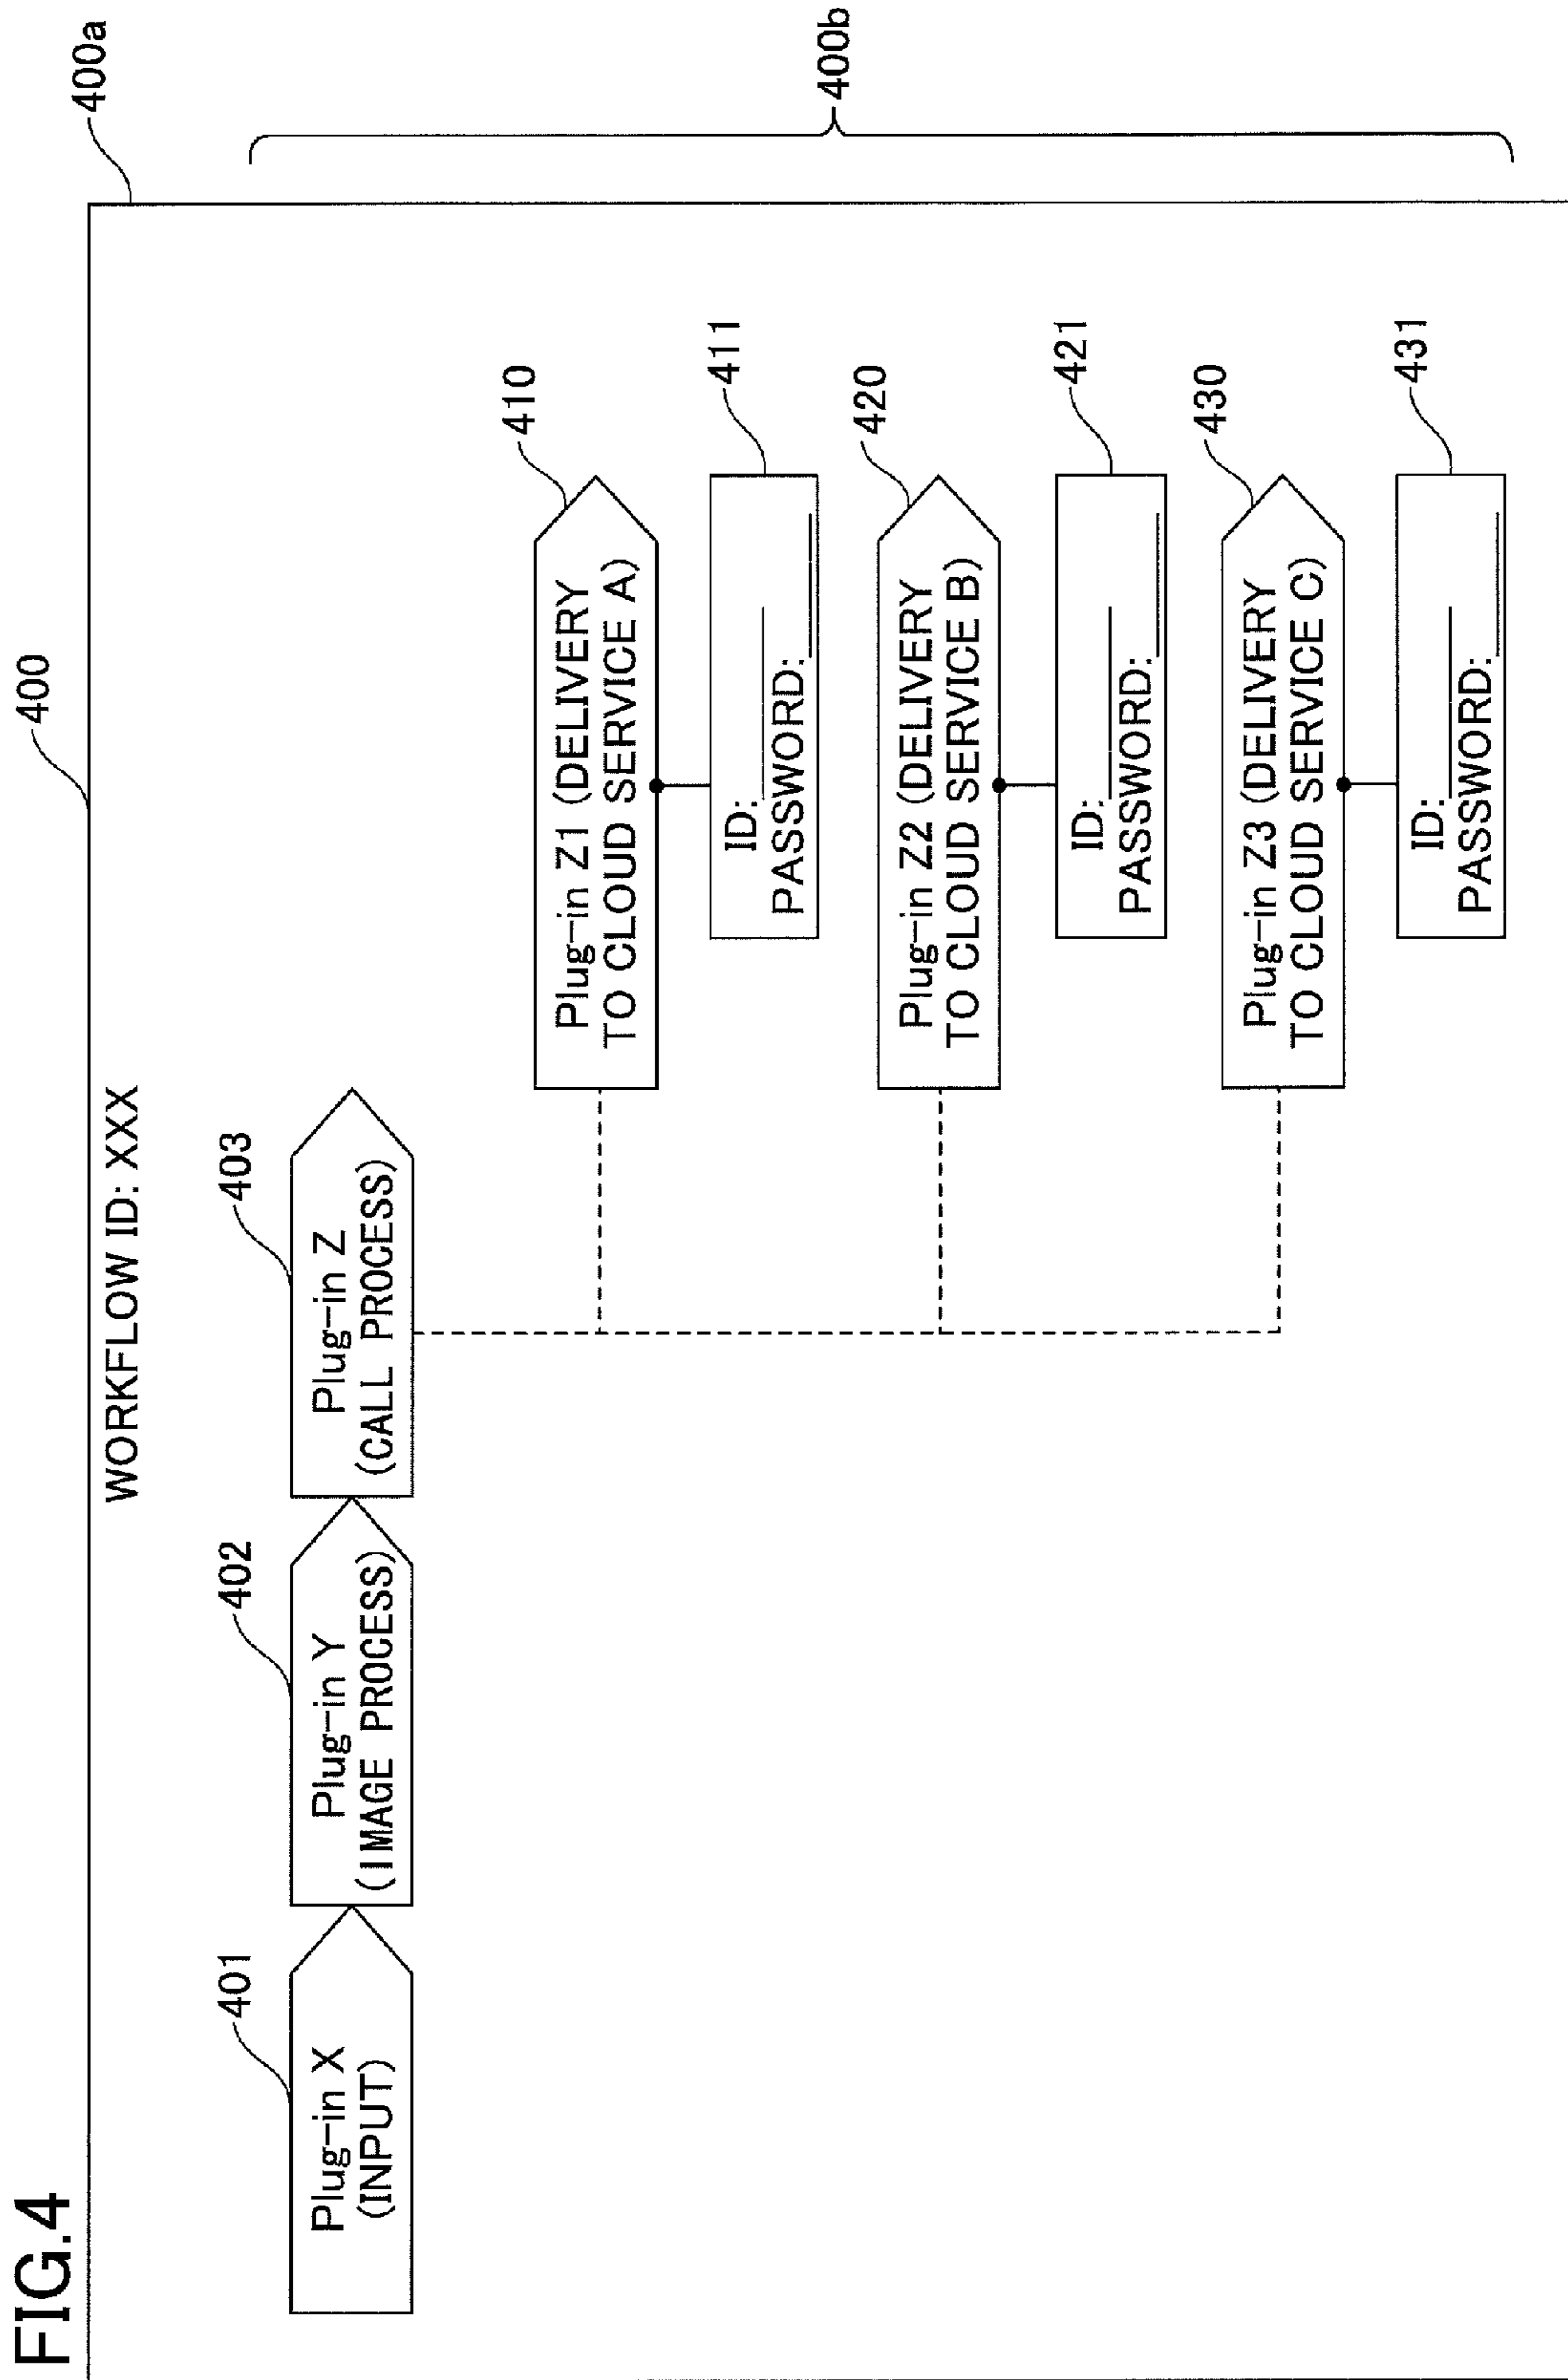 FIG.4
400
400a
WORKFLOW ID: XXX
401
402
403
Plug-in X
(INPUT)
Plug-in Y
(IMAGE PROCESS)
Plug-in Z
(CALL PROCESS)
400b
410
Plug-in Z1 (DELIVERY
TO CLOUD SERVICE A)
411
ID:
PASSWORD:
420
Plug-in Z2 (DELIVERY
TO CLOUD SERVICE B)
421
ID:
PASSWORD:
430
Plug-in Z3 (DELIVERY
TO CLOUD SERVICE C)
431
ID:
PASSWORD: